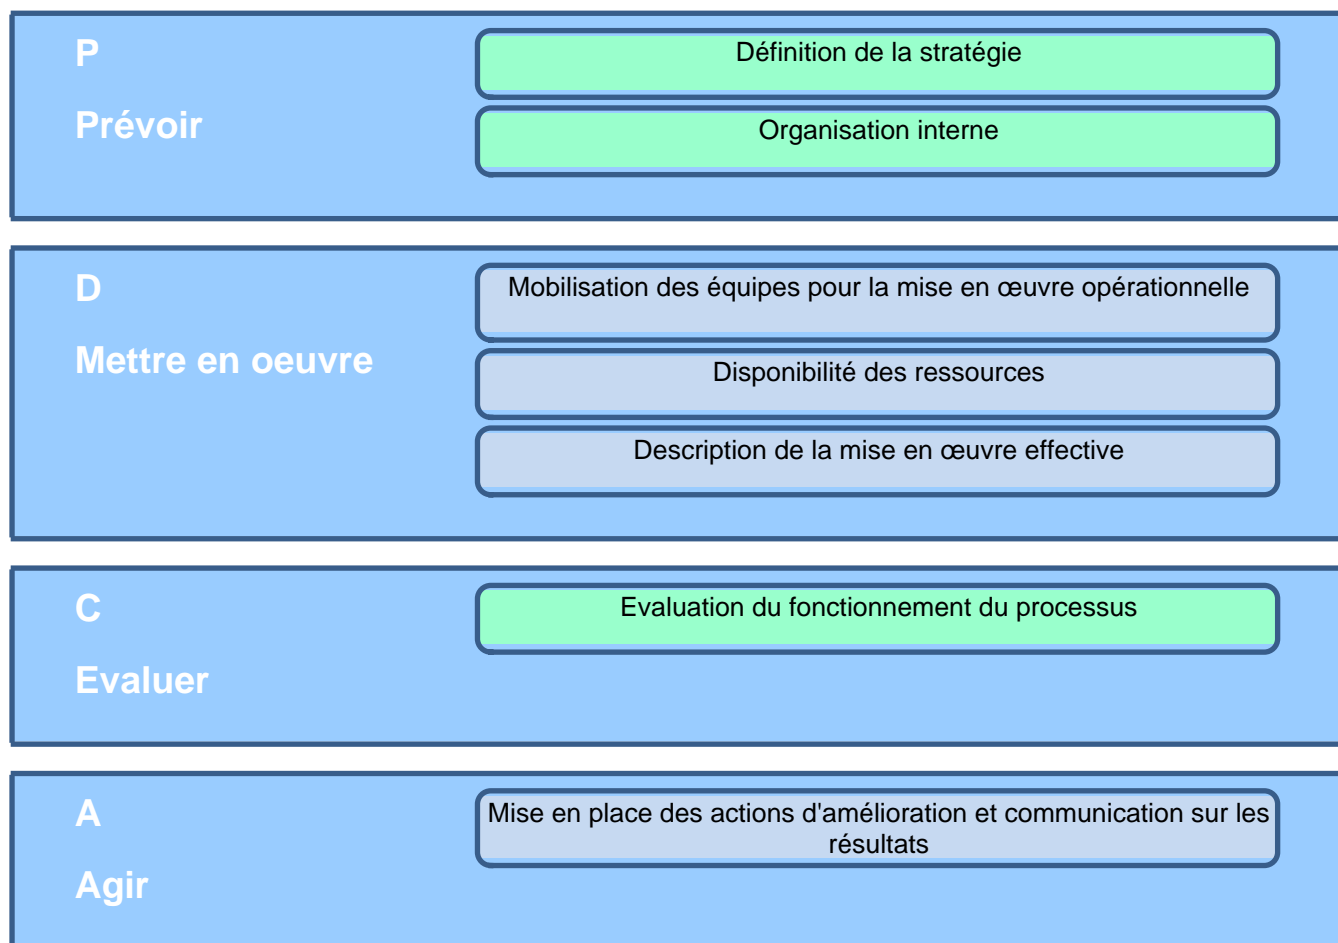 P
Prévoir
Définition de la stratégie
Organisation interne
D
Mettre en oeuvre
Mobilisation des équipes pour la mise en œuvre opérationnelle
Disponibilité des ressources
Description de la mise en œuvre effective
C
Evaluer
Evaluation du fonctionnement du processus
A
Agir
Mise en place des actions d'amélioration et communication sur les
résultats